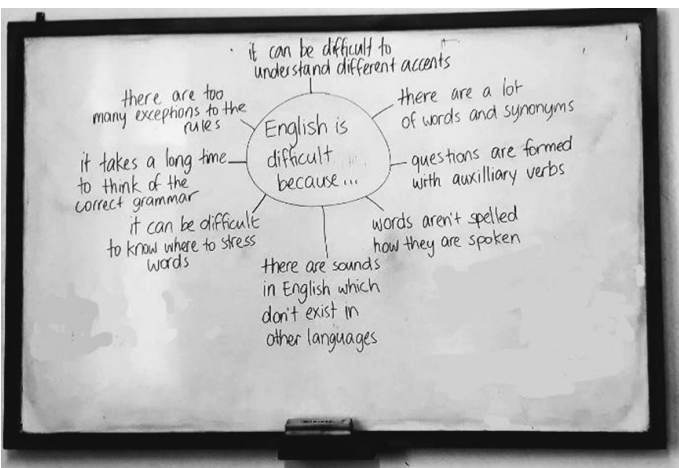 English is
difficult
because...
it can be difficult to
understand different accents
there are a lot
of words and synonyms
questions are formed
with auxilliary verbs
words aren't spelled
how they are spoken
there are sounds
in English which
don't exist in
other languages
it can be difficult
to know where to stress
words
it takes a long time
to think of the
correct grammar
there are too
many exceptions to the
rules